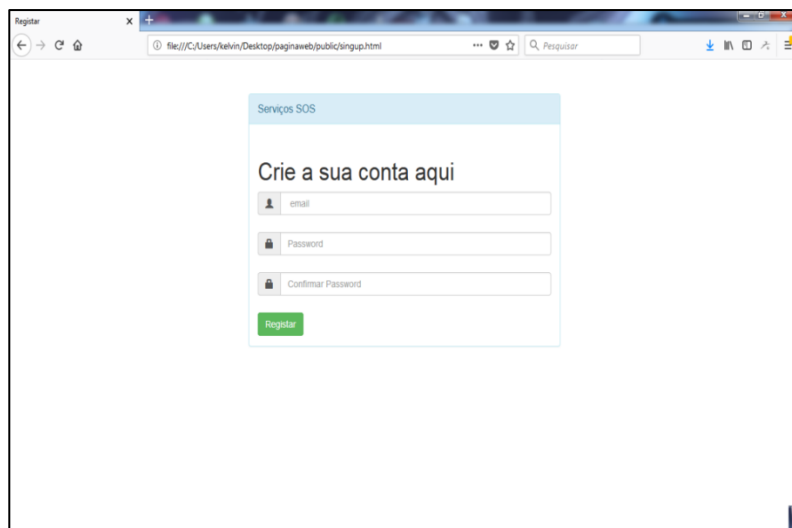 Registar
file:///C:/Users/kelvin/Desktop/paginaweb/public/singup.html
Pesquisar
Serviços SOS
Crie a sua conta aqui
email
Password
Confirmar Password
Registar